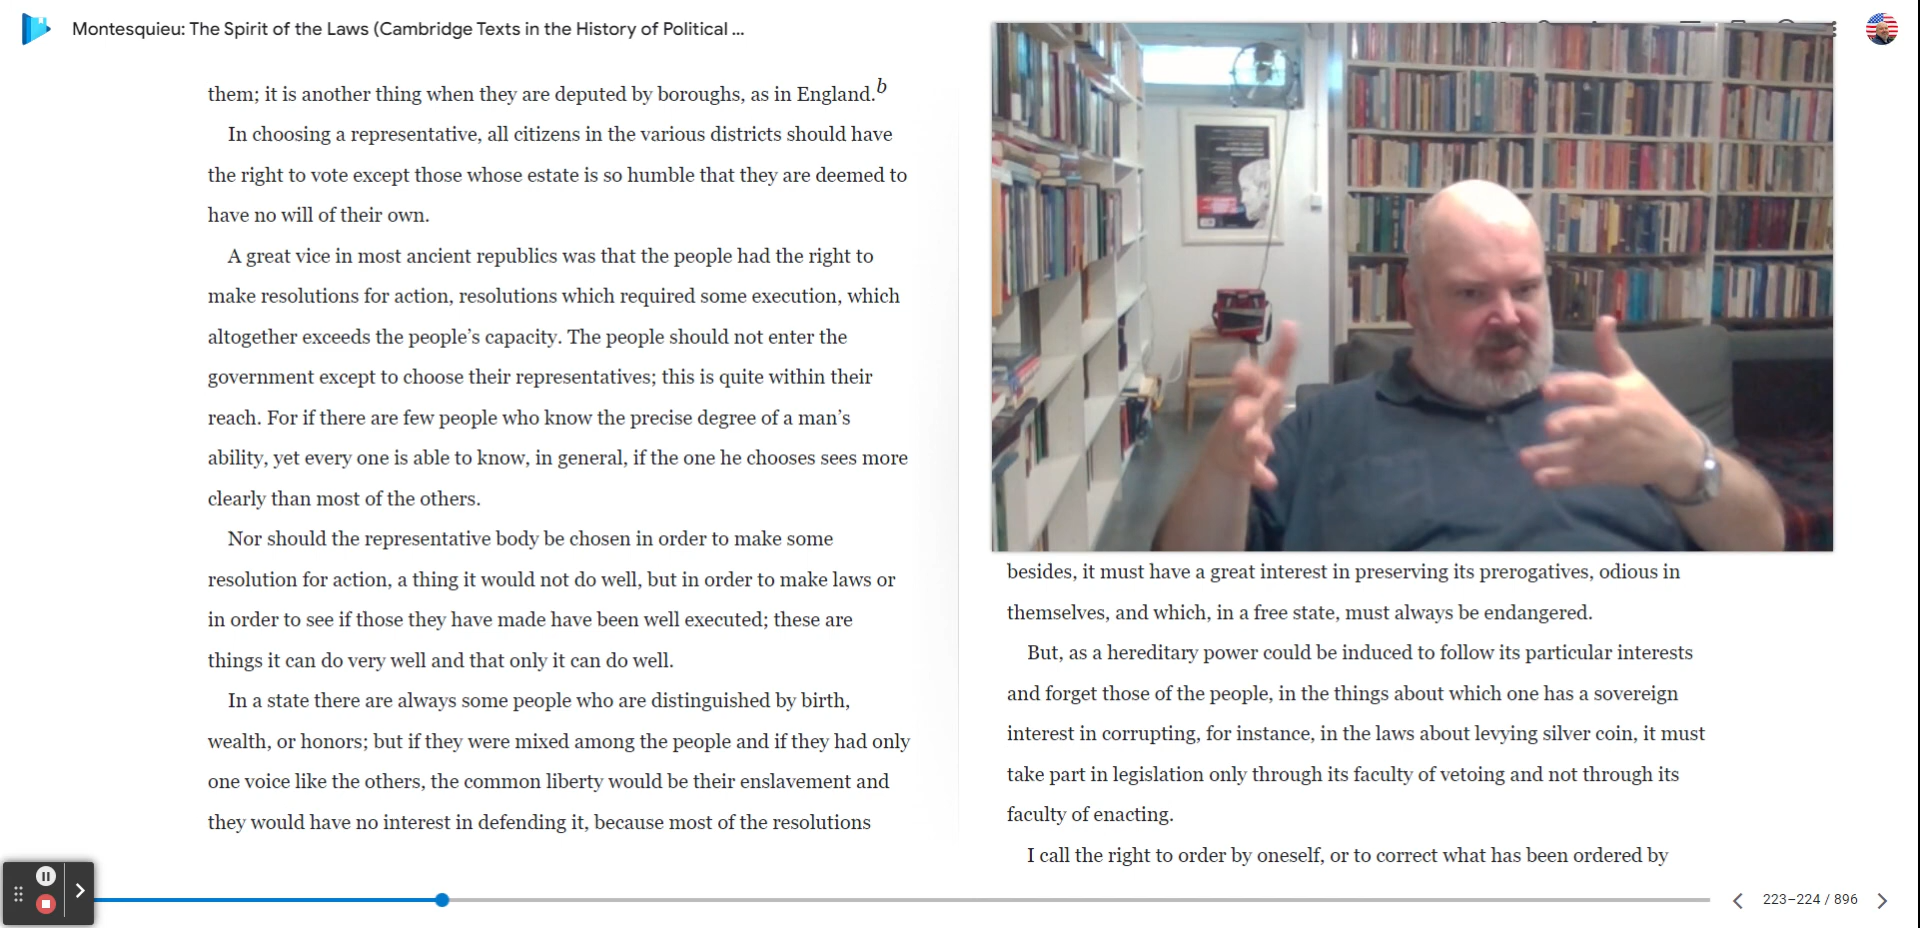 Montesquieu: The Spirit of the Laws (Cambridge Texts in the History of Political ...
them; it is another thing when they are deputed by boroughs, as in England.b
In choosing a representative, all citizens in the various districts should have
the right to vote except those whose estate is so humble that they are deemed to
have no will of their own.
A great vice in most ancient republics was that the people had the right to
make resolutions for action, resolutions which required some execution, which
altogether exceeds the people’s capacity. The people should not enter the
government except to choose their representatives; this is quite within their
reach. For if there are few people who know the precise degree of a man’s
ability, yet every one is able to know, in general, if the one he chooses sees more
clearly than most of the others.
Nor should the representative body be chosen in order to make some
resolution for action, a thing it would not do well, but in order to make laws or
in order to see if those they have made have been well executed; these are
things it can do very well and that only it can do well.
In a state there are always some people who are distinguished by birth,
wealth, or honors; but if they were mixed among the people and if they had only
one voice like the others, the common liberty would be their enslavement and
they would have no interest in defending it, because most of the resolutions
besides, it must have a great interest in preserving its prerogatives, odious in
themselves, and which, in a free state, must always be endangered.
But, as a hereditary power could be induced to follow its particular interests
and forget those of the people, in the things about which one has a sovereign
interest in corrupting, for instance, in the laws about levying silver coin, it must
take part in legislation only through its faculty of vetoing and not through its
faculty of enacting.
I call the right to order by oneself, or to correct what has been ordered by
223–224 / 896